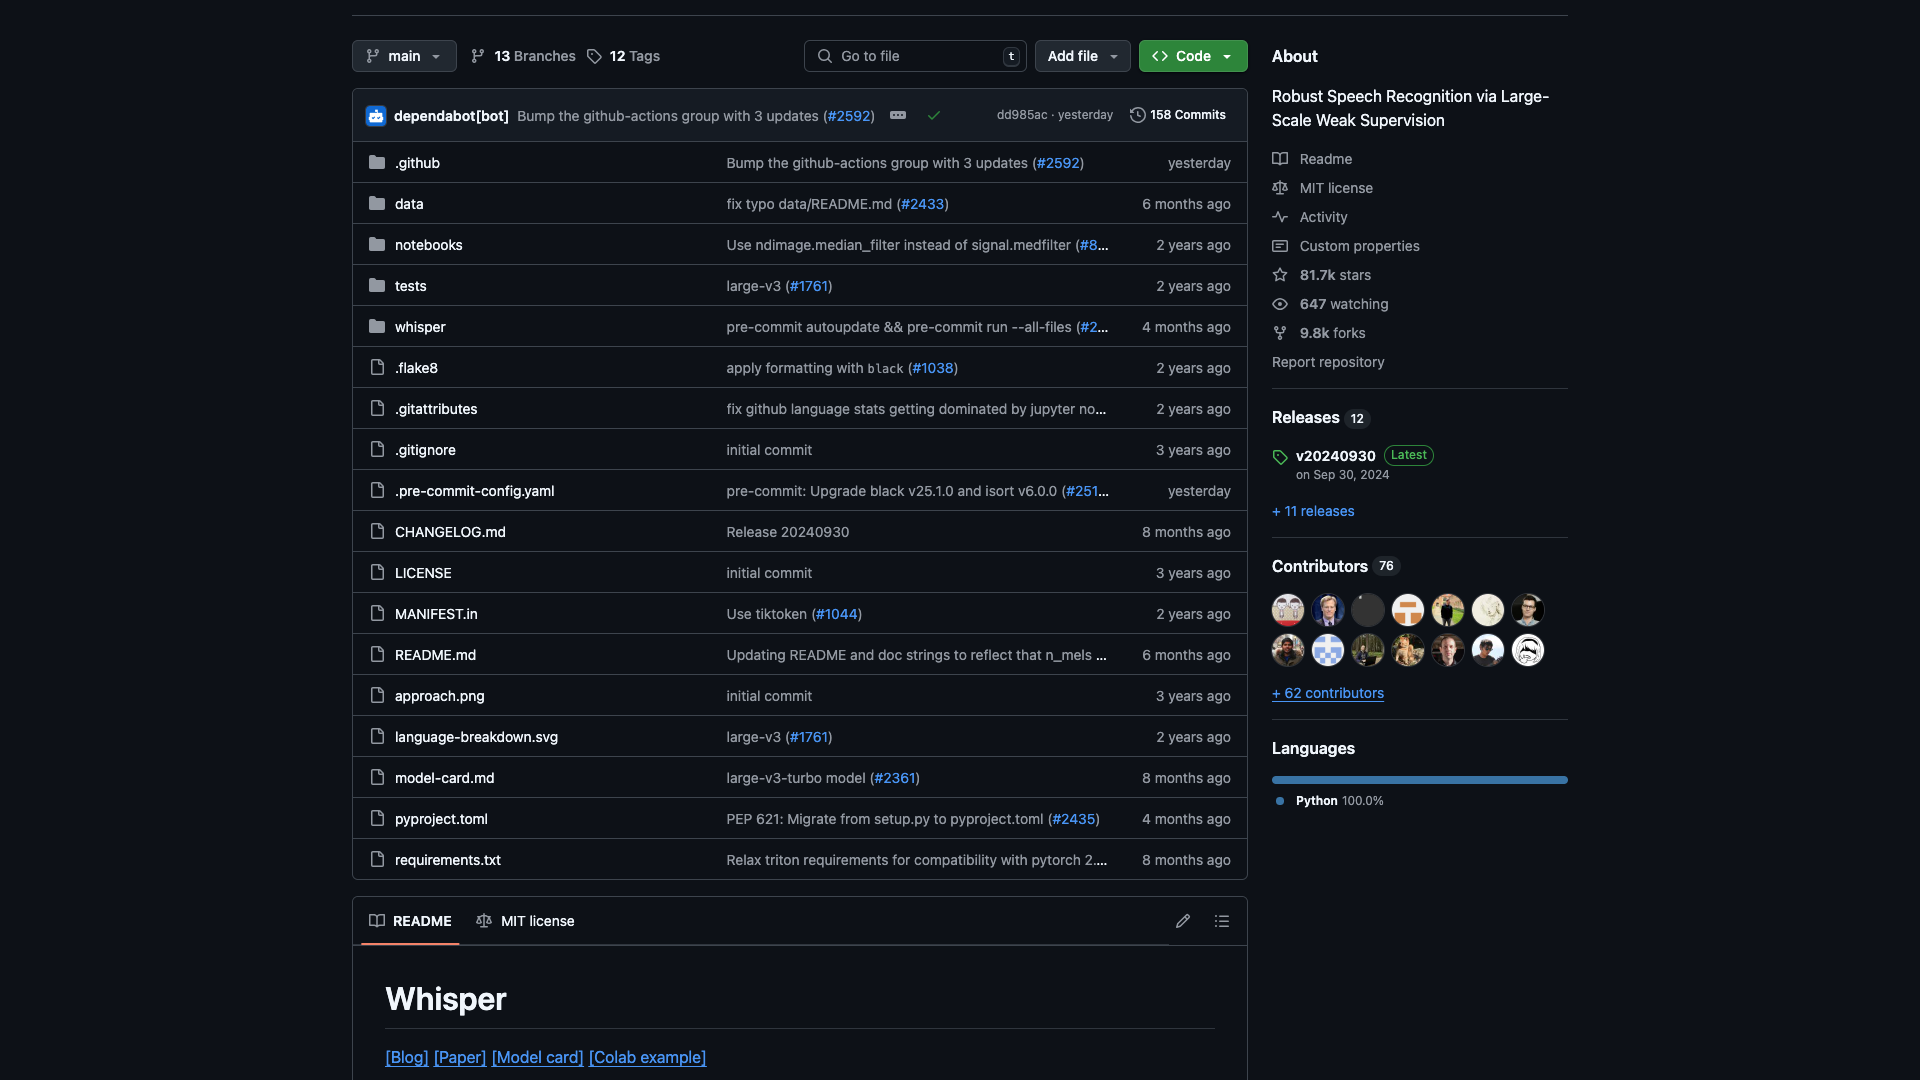 main 13 Branches 12 Tags Go to file t Add file Code
dependabot[bot] Bump the github-actions group with 3 updates (#2592) dd985ac · yesterday 158 Commits
.github Bump the github-actions group with 3 updates (#2592) yesterday
data fix typo data/README.md (#2433) 6 months ago
notebooks Use ndimage.median_filter instead of signal.medfilter (#8... 2 years ago
tests large-v3 (#1761) 2 years ago
whisper pre-commit autoupdate && pre-commit run --all-files (#2... 4 months ago
.flake8 apply formatting with black (#1038) 2 years ago
.gitattributes fix github language stats getting dominated by jupyter no... 2 years ago
.gitignore initial commit 3 years ago
.pre-commit-config.yaml pre-commit: Upgrade black v25.1.0 and isort v6.0.0 (#251... yesterday
CHANGELOG.md Release 20240930 8 months ago
LICENSE initial commit 3 years ago
MANIFEST.in Use tiktoken (#1044) 2 years ago
README.md Updating README and doc strings to reflect that n_mels ... 6 months ago
approach.png initial commit 3 years ago
language-breakdown.svg large-v3 (#1761) 2 years ago
model-card.md large-v3-turbo model (#2361) 8 months ago
pyproject.toml PEP 621: Migrate from setup.py to pyproject.toml (#2435) 4 months ago
requirements.txt Relax triton requirements for compatibility with pytorch 2.... 8 months ago
README MIT license
Whisper
[Blog] [Paper] [Model card] [Colab example]
About
Robust Speech Recognition via Large-
Scale Weak Supervision
Readme
MIT license
Activity
Custom properties
81.7k stars
647 watching
9.8k forks
Report repository
Releases 12
v20240930 Latest
on Sep 30, 2024
+ 11 releases
Contributors 76
+ 62 contributors
Languages
Python 100.0%